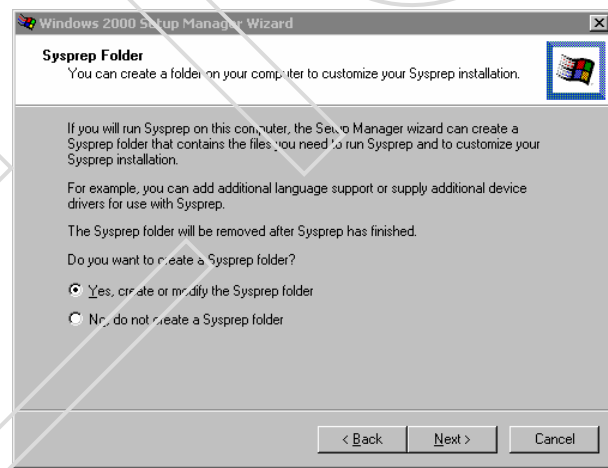 Windows 2000 Setup Manager Wizard
Sysprep Folder
You can create a folder on your computer to customize your Sysprep installation.
If you will run Sysprep on this computer, the Setup Manager wizard can create a
Sysprep folder that contains the files you need to run Sysprep and to customize your
Sysprep installation.
For example, you can add additional language support or supply additional device
drivers for use with Sysprep.
The Sysprep folder will be removed after Sysprep has finished.
Do you want to create a Sysprep folder?
Yes, create or modify the Sysprep folder
No, do not create a Sysprep folder
< Back Next > Cancel